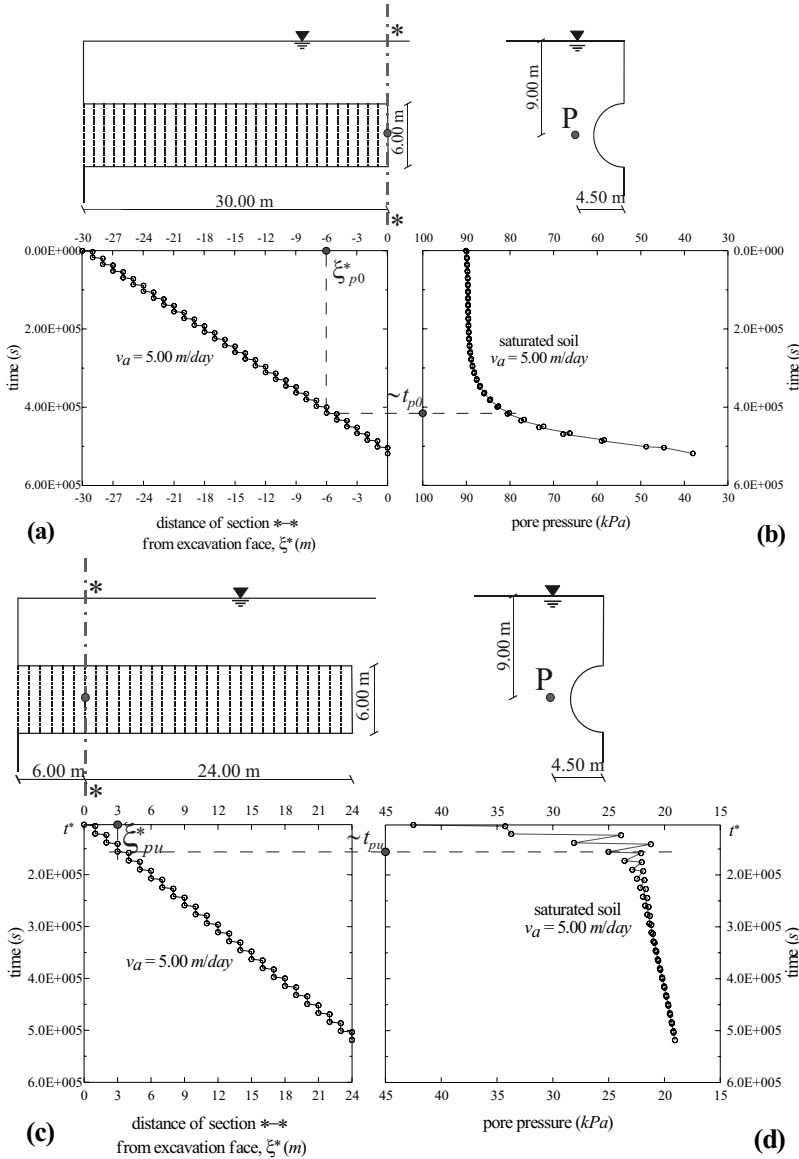 *
9.00 m
P
6.00 m
30.00 m
*
4.50 m
-30 -27 -24 -21 -18 -15 -12 -9 -6 -3 0
100 90 80 70 60 50 40 30
0.00E+000
0.00E+000
ξ*p0
2.00E+005
2.00E+005
va = 5.00 m/day
saturated soil
va = 5.00 m/day
time (s)
time (s)
~tp0
4.00E+005
4.00E+005
6.00E+005
6.00E+005
-30 -27 -24 -21 -18 -15 -12 -9 -6 -3 0
100 90 80 70 60 50 40 30
(a)
distance of section *–*
from excavation face, ξ* (m)
pore pressure (kPa)
(b)
*
9.00 m
P
6.00 m
6.00 m
24.00 m
*
4.50 m
0 3 6 9 12 15 18 21 24
45 40 35 30 25 20 15
t*
t*
ξ*pu
~tpu
2.0E+005
2.0E+005
3.0E+005
3.0E+005
saturated soil
va = 5.00 m/day
va = 5.00 m/day
time (s)
time (s)
4.0E+005
4.0E+005
5.0E+005
5.0E+005
6.0E+005
6.0E+005
0 3 6 9 12 15 18 21 24
45 40 35 30 25 20 15
(c)
distance of section *–*
from excavation face, ξ* (m)
pore pressure (kPa)
(d)